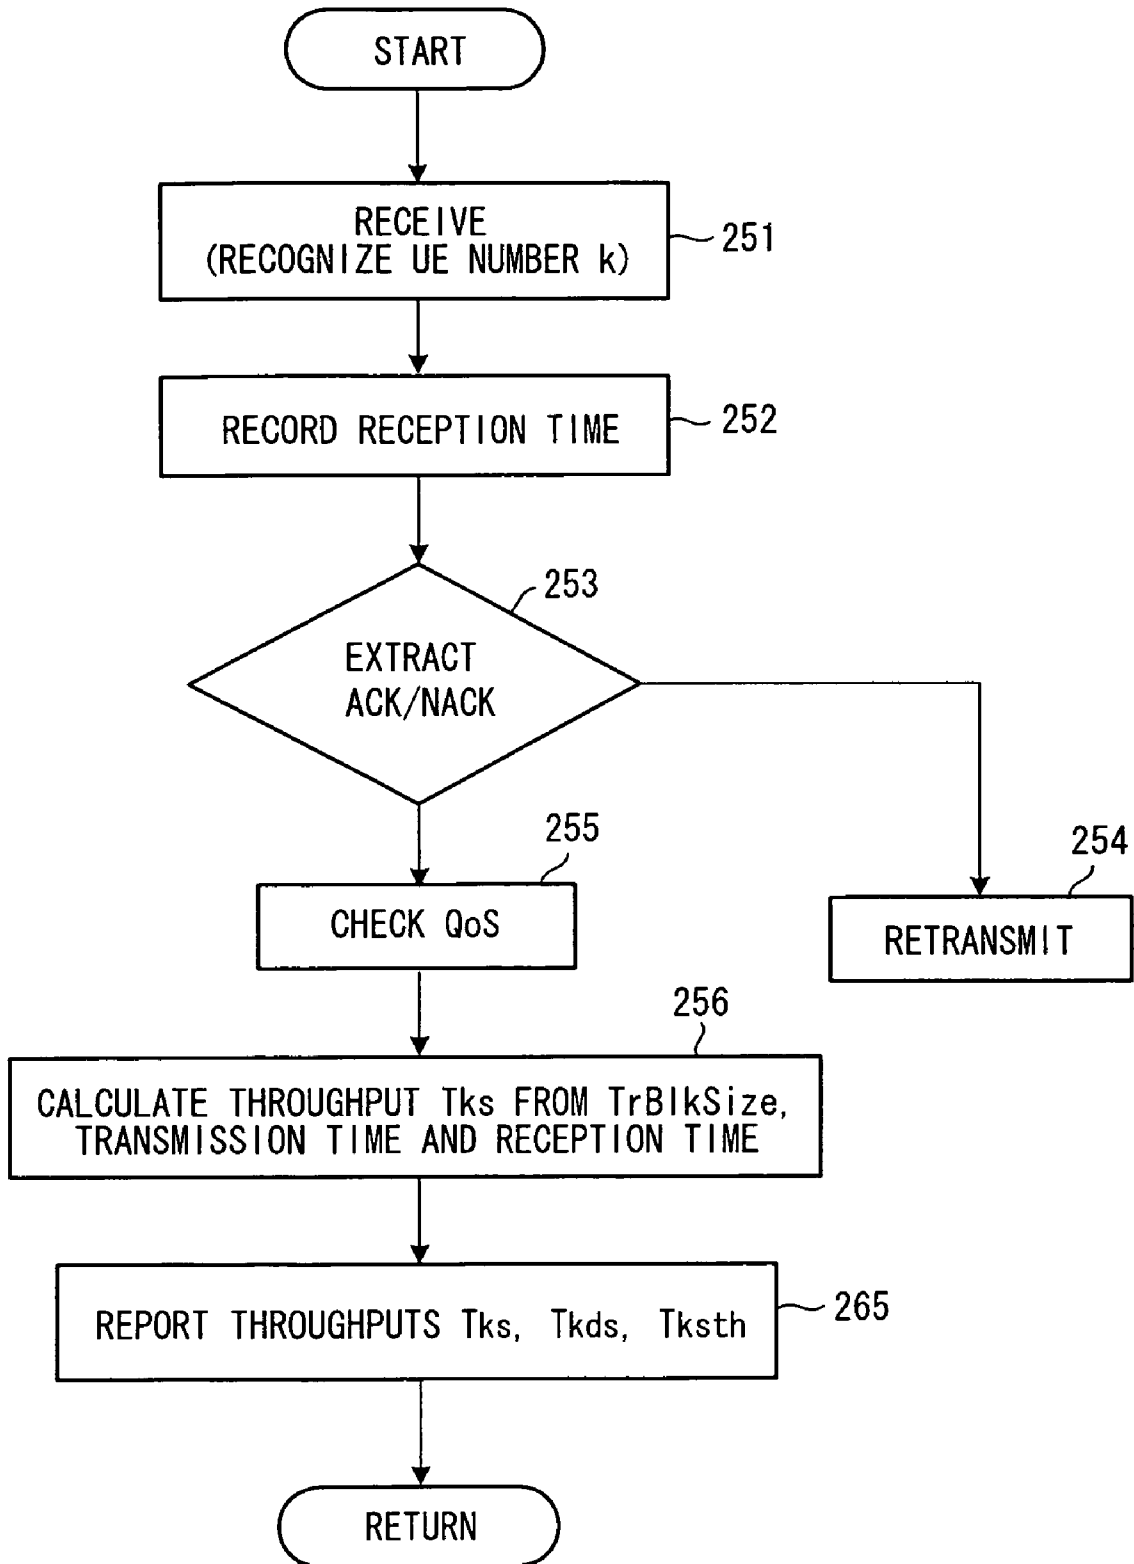 START
RECEIVE
(RECOGNIZE UE NUMBER k)
251
RECORD RECEPTION TIME
252
253
EXTRACT
ACK/NACK
255
CHECK QoS
254
RETRANSMIT
256
CALCULATE THROUGHPUT Tks FROM TrBlkSize,
TRANSMISSION TIME AND RECEPTION TIME
REPORT THROUGHPUTS Tks, Tkds, Tksth
265
RETURN